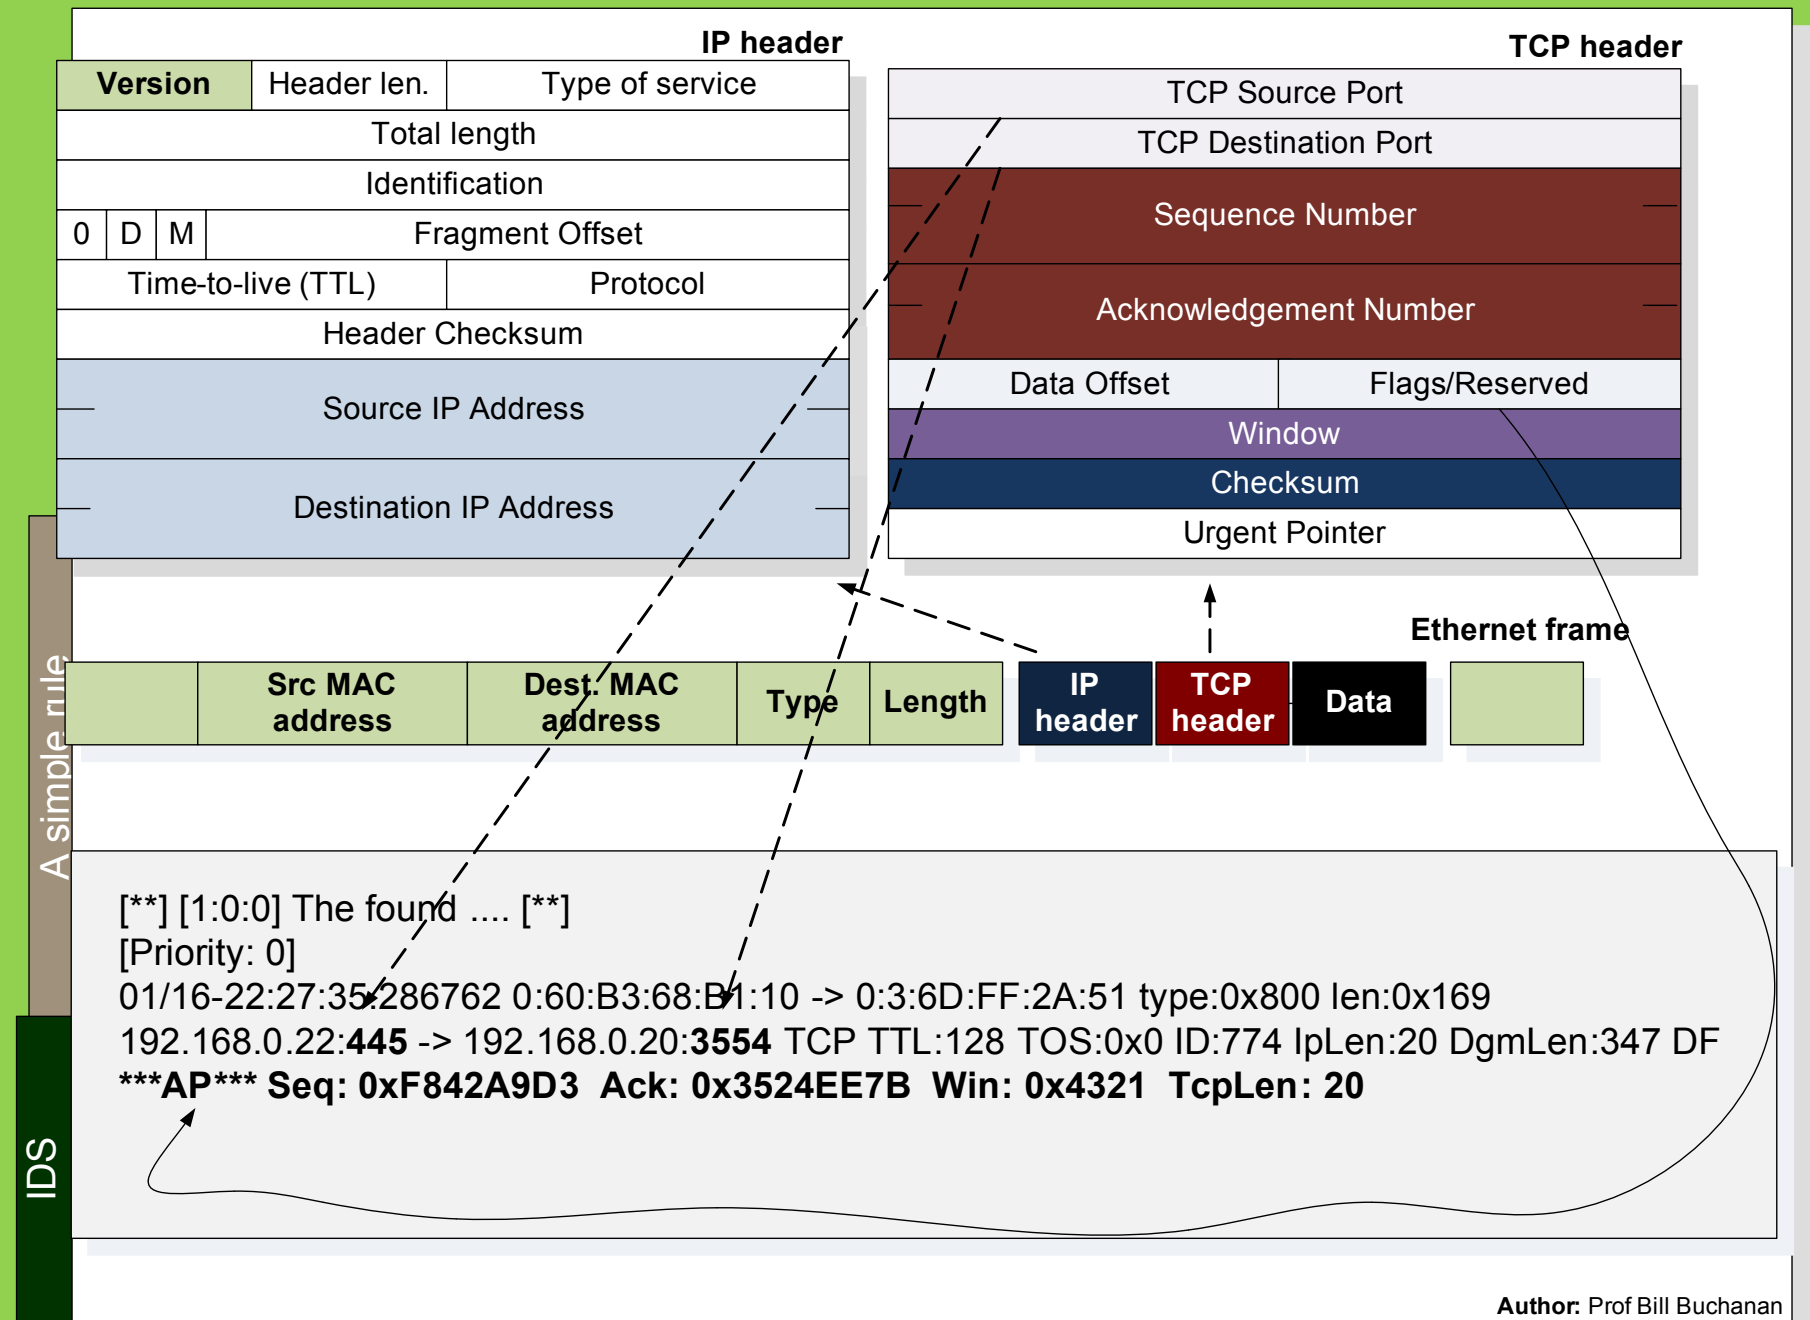 IP header
Version Header len. Type of service
Total length
Identification
0 D M Fragment Offset
Time-to-live (TTL) Protocol
Header Checksum
Source IP Address
Destination IP Address
TCP header
TCP Source Port
TCP Destination Port
Sequence Number
Acknowledgement Number
Data Offset Flags/Reserved
Window
Checksum
Urgent Pointer
Ethernet frame
Src MAC
address
Dest. MAC
address
Type
Length
IP
header
TCP
header
Data
A simple rule
IDS
[**] [1:0:0] The found .... [**]
[Priority: 0]
01/16-22:27:35:286762 0:60:B3:68:B1:10 -> 0:3:6D:FF:2A:51 type:0x800 len:0x169
192.168.0.22:445 -> 192.168.0.20:3554 TCP TTL:128 TOS:0x0 ID:774 IpLen:20 DgmLen:347 DF
***AP*** Seq: 0xF842A9D3 Ack: 0x3524EE7B Win: 0x4321 TcpLen: 20
Author: Prof Bill Buchanan